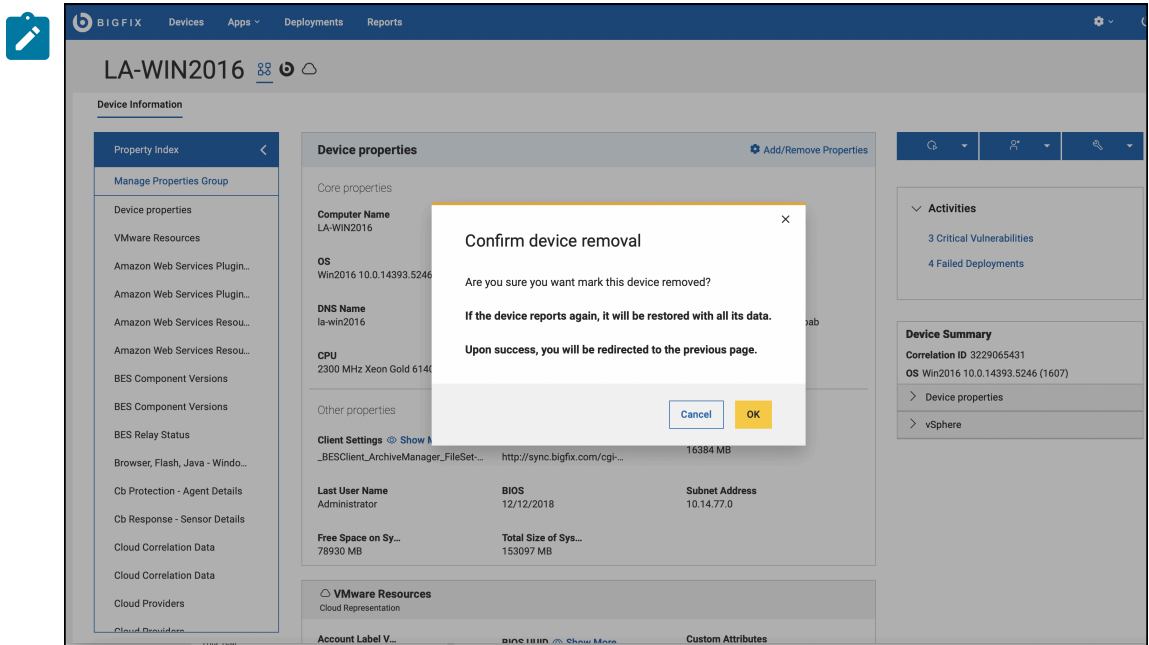 BIGFIX
Devices
Apps
Deployments
Reports
LA-WIN2016
Device Information
Property Index
Manage Properties Group
Device properties
VMware Resources
Amazon Web Services Plugin...
Amazon Web Services Plugin...
Amazon Web Services Resou...
Amazon Web Services Resou...
BES Component Versions
BES Component Versions
BES Relay Status
Browser, Flash, Java - Windo...
Cb Protection - Agent Details
Cb Response - Sensor Details
Cloud Correlation Data
Cloud Correlation Data
Cloud Providers
Cloud Providers
Device properties
Add/Remove Properties
Core properties
Computer Name
LA-WIN2016
OS
Win2016 10.0.14393.5246
DNS Name
la-win2016
CPU
2300 MHz Xeon Gold 6140
Other properties
Client Settings
Show
_BESClient_ArchiveManager_FileSet-...
http://sync.bigfix.com/cgi-...
16384 MB
Last User Name
Administrator
BIOS
12/12/2018
Subnet Address
10.14.77.0
Free Space on Sy...
78930 MB
Total Size of Sys...
153097 MB
VMware Resources
Cloud Representation
Account Label V...
BIOS UUID
Show More
Custom Attributes
Confirm device removal
Are you sure you want mark this device removed?
If the device reports again, it will be restored with all its data.
Upon success, you will be redirected to the previous page.
Cancel
OK
Activities
3 Critical Vulnerabilities
4 Failed Deployments
Device Summary
Correlation ID 3229065431
OS Win2016 10.0.14393.5246 (1607)
Device properties
vSphere